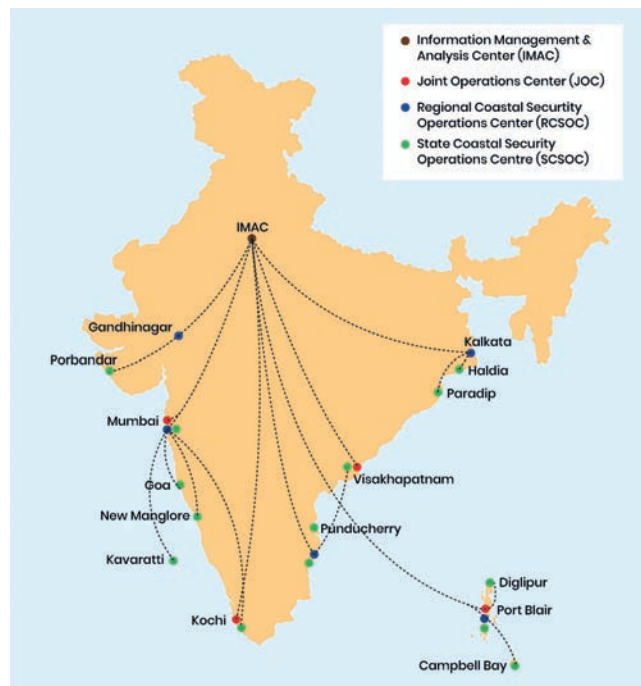 Information Management &
Analysis Center (IMAC)
Joint Operations Center (JOC)
Regional Coastal Securtity
Operations Center (RCSOC)
State Coastal Security
Operations Centre (SCSOC)
IMAC
Gandhinagar
Porbandar
Kalkata
Haldia
Paradip
Mumbai
Visakhapatnam
Goa
New Manglore
Punducherry
Kavaratti
Diglipur
Port Blair
Kochi
Campbell Bay